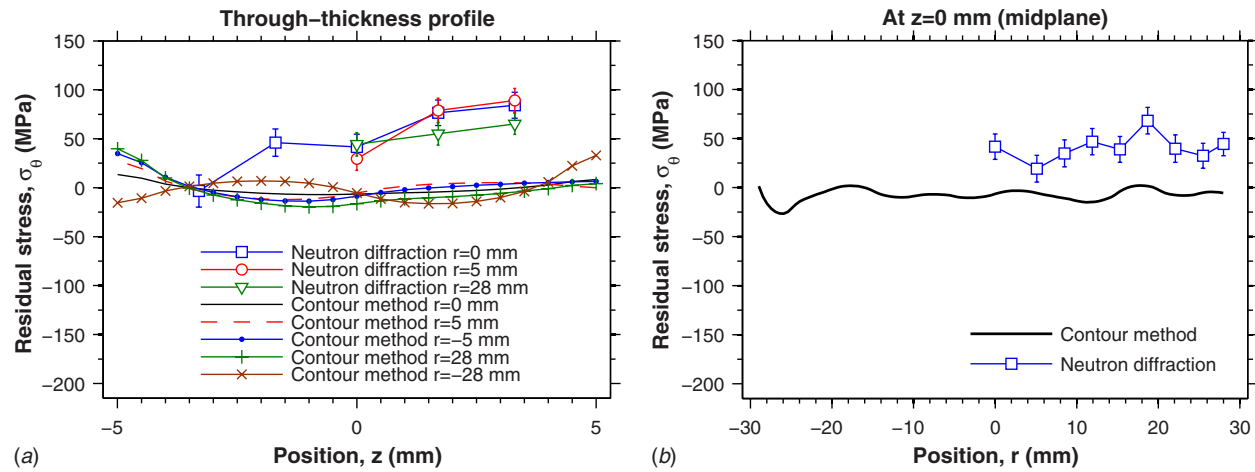 Through−thickness profile
150
100
50
0
−50
−100
−150
−200
Residual stress, σθ (MPa)
Neutron diffraction r=0 mm
Neutron diffraction r=5 mm
Neutron diffraction r=28 mm
Contour method r=0 mm
Contour method r=5 mm
Contour method r=−5 mm
Contour method r=28 mm
Contour method r=−28 mm
−5 0 5
(a) Position, z (mm)
At z=0 mm (midplane)
150
100
50
0
−50
−100
−150
−200
Residual stress, σθ (MPa)
Contour method
Neutron diffraction
−30 −20 −10 0 10 20 30
(b) Position, r (mm)